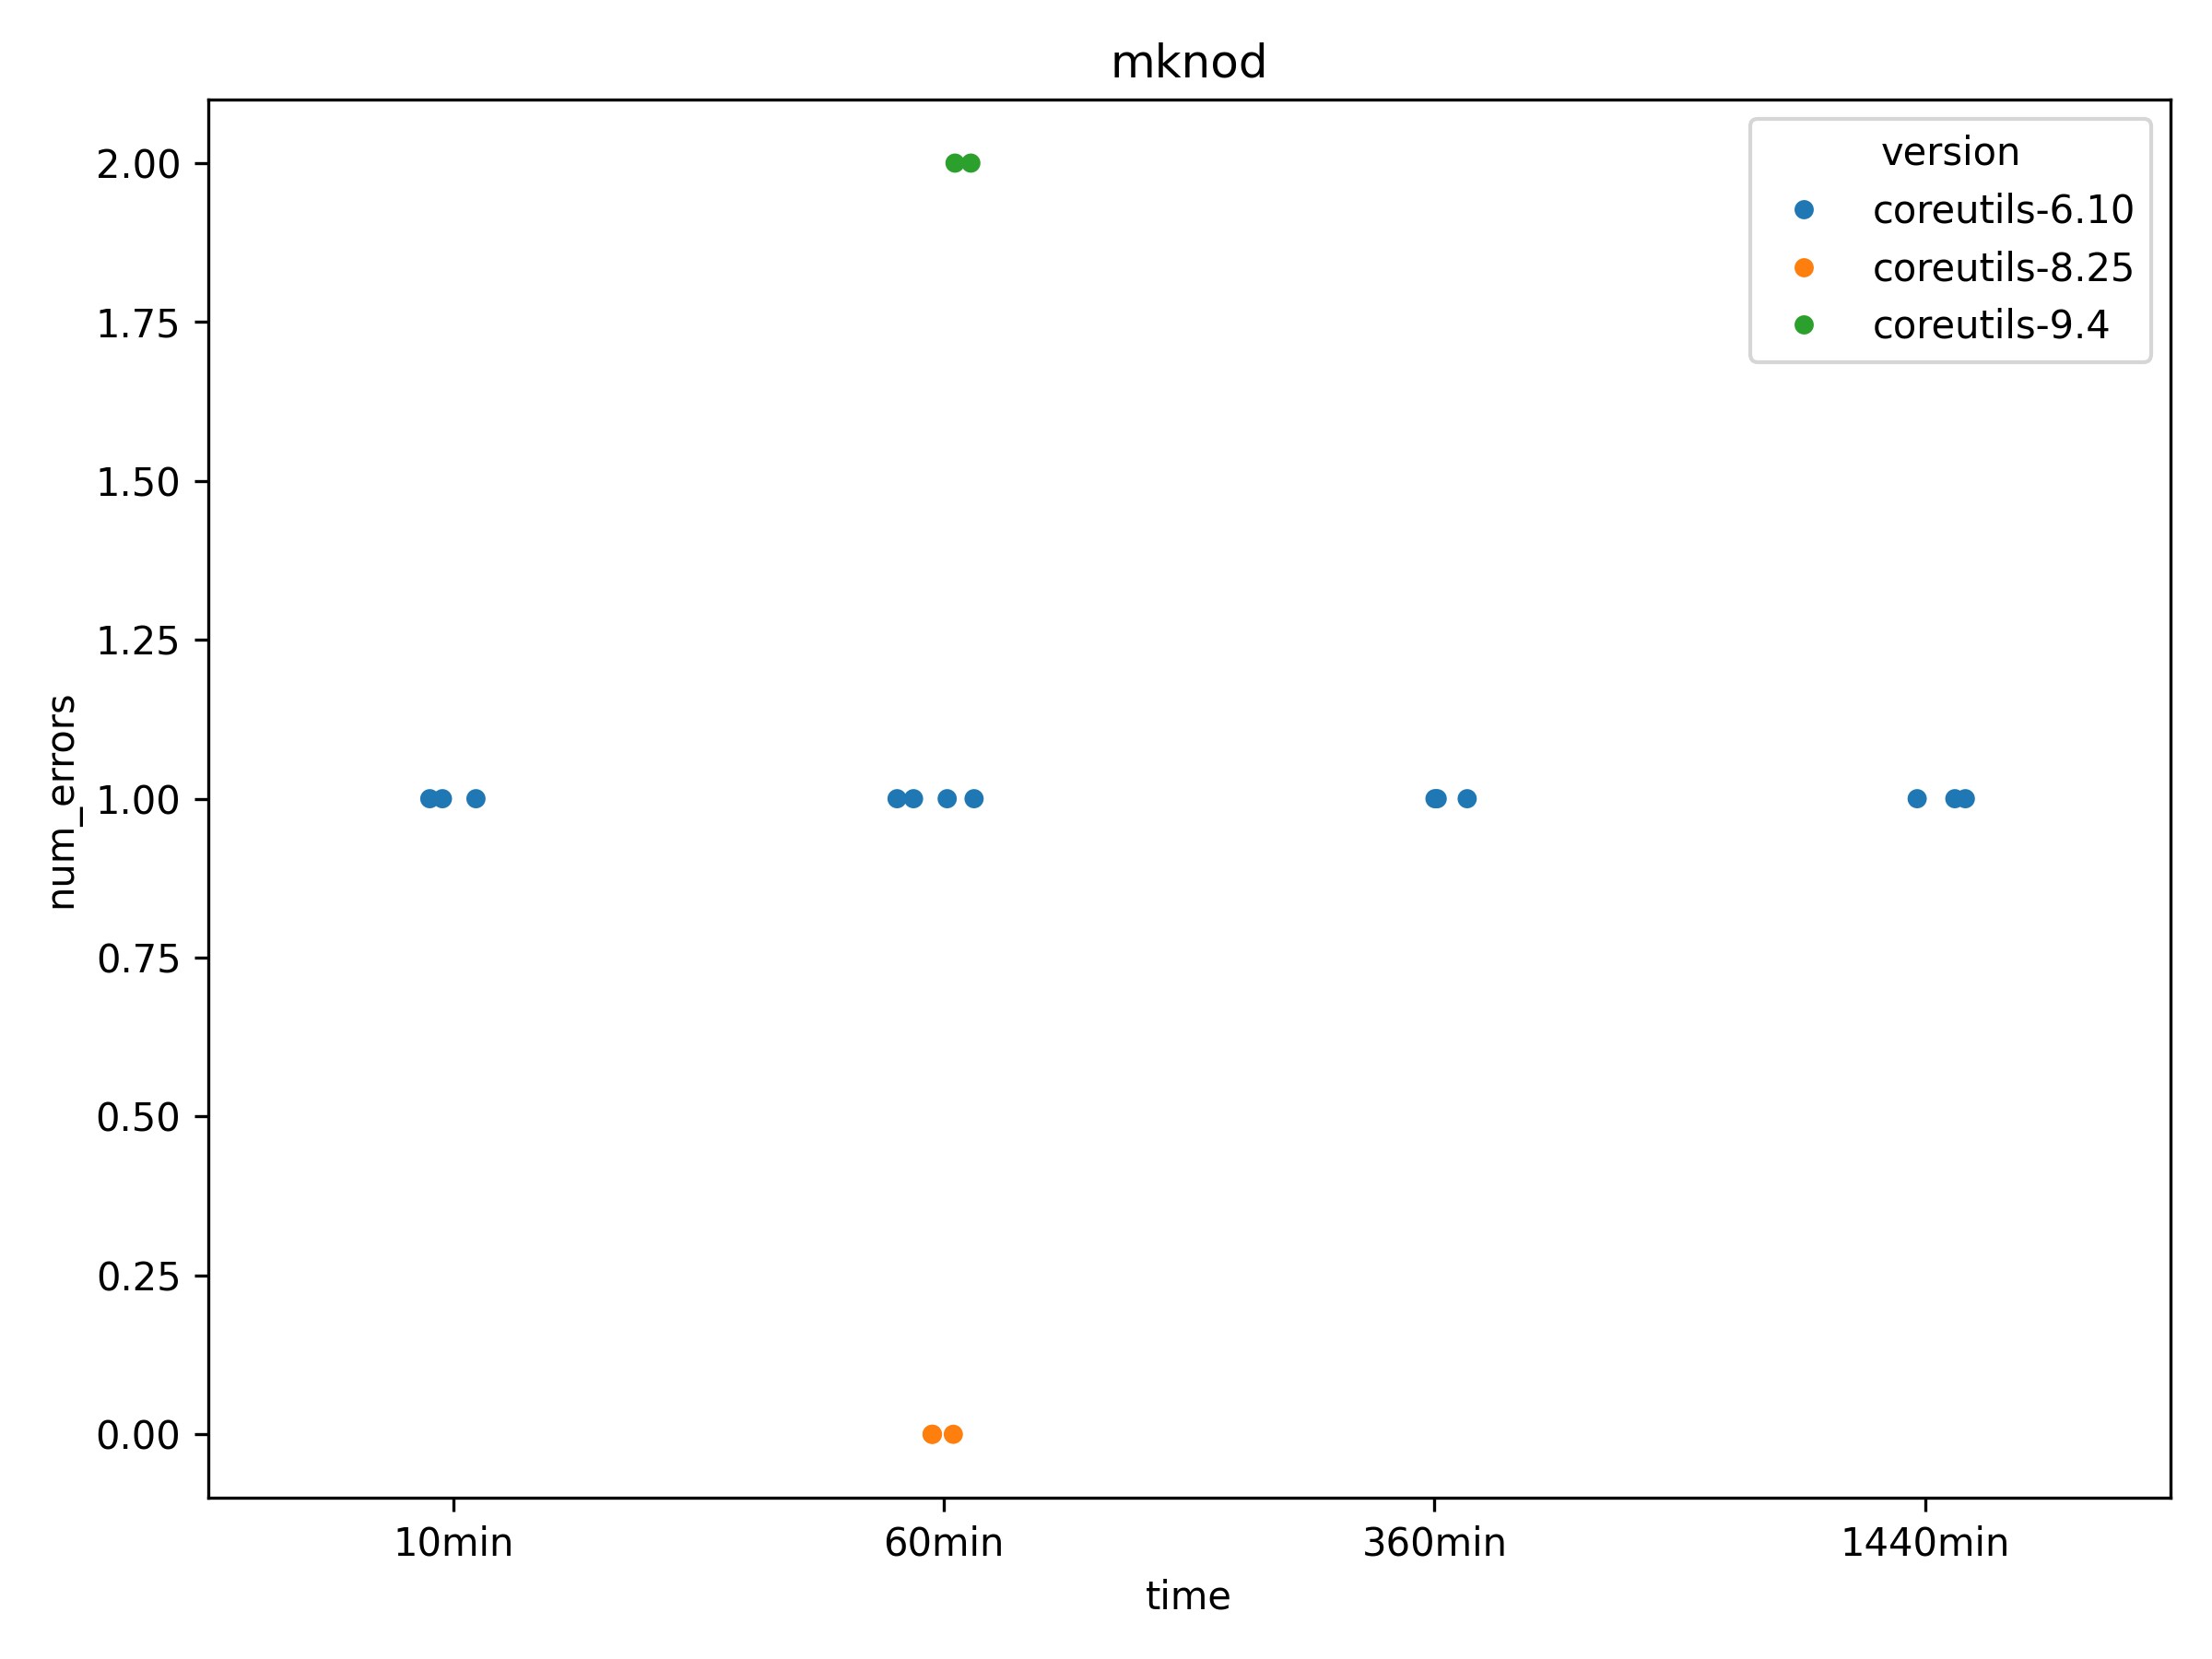 mknod
version
coreutils-6.10
coreutils-8.25
coreutils-9.4
num_errors
2.00
1.75
1.50
1.25
1.00
0.75
0.50
0.25
0.00
10min
60min
360min
1440min
time